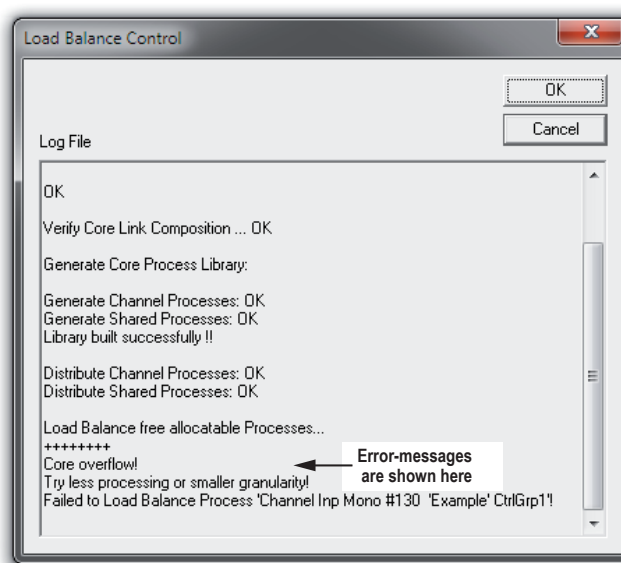 Load Balance Control
OK
Cancel
Log File
OK
Verify Core Link Composition ... OK
Generate Core Process Library:
Generate Channel Processes: OK
Generate Shared Processes: OK
Library built successfully !!
Distribute Channel Processes: OK
Distribute Shared Processes: OK
Load Balance free allocatable Processes...
++++++++
Core overflow!
Error-messages
are shown here
Try less processing or smaller granularity!
Failed to Load Balance Process 'Channel Inp Mono #130  'Example' CtrlGrp1'!